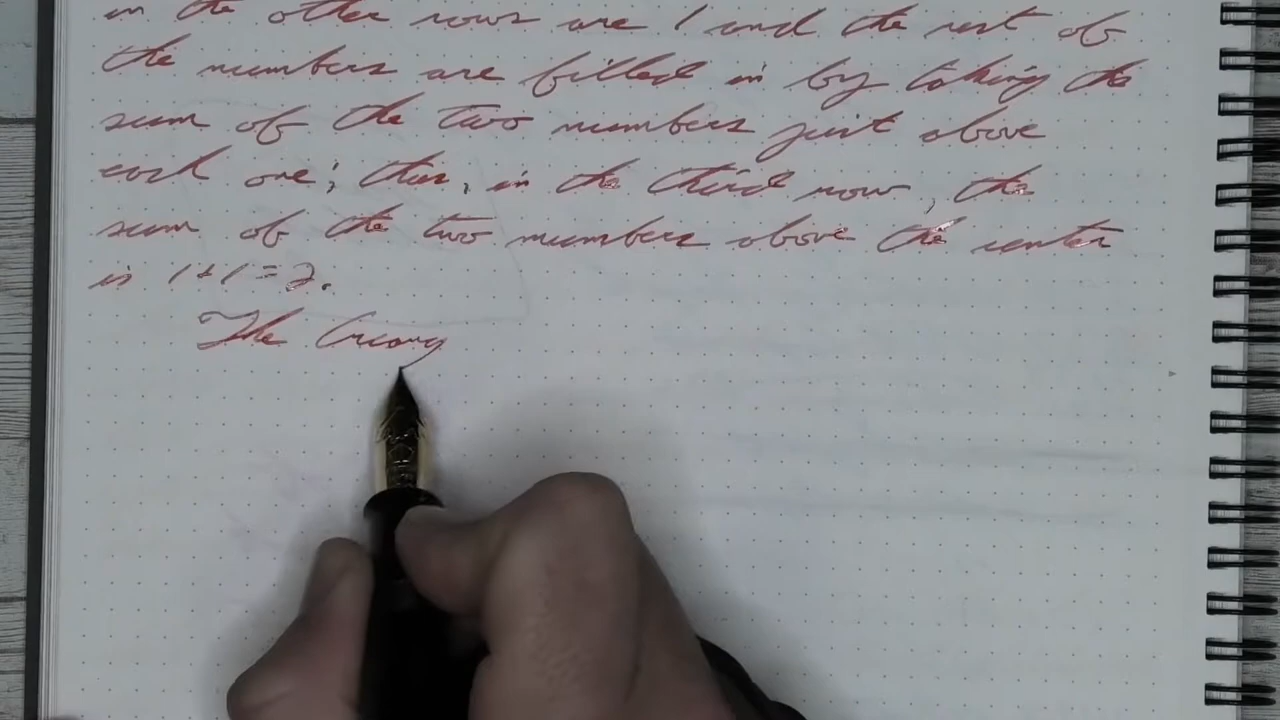 in the other rows are 1 and the rest of
the numbers are filled in by taking the
sum of the two numbers just above
each one; thus, in the third row, the
sum of the two numbers above the center
is 1+1=2.
The